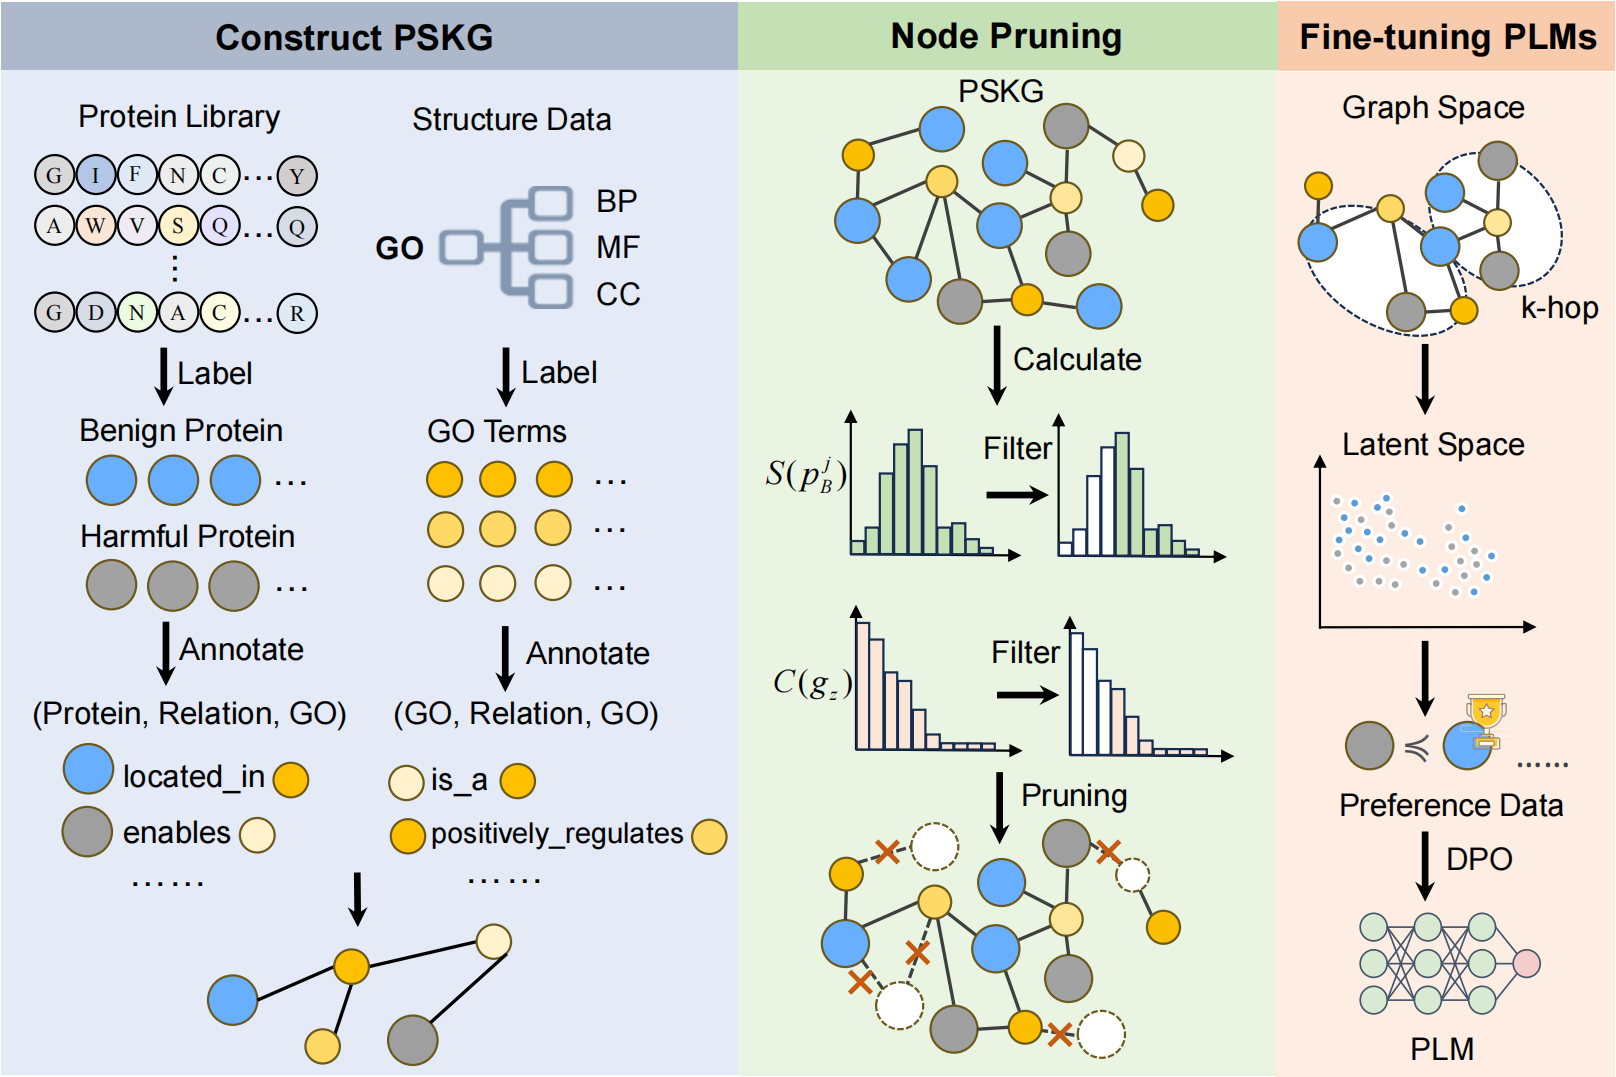 Construct PSKG
Protein Library
G I F N C ... Y
A W V S Q ... Q
⋮
G D N A C ... R
Label
Benign Protein
...
Harmful Protein
...
Annotate
(Protein, Relation, GO)
located_in
enables
......
Structure Data
GO
BP
MF
CC
Label
GO Terms
...
...
...
Annotate
(GO, Relation, GO)
is_a
positively_regulates
......
Node Pruning
PSKG
Calculate
S(p_B^j)
Filter
C(g_z)
Filter
Pruning
Fine-tuning PLMs
Graph Space
k-hop
Latent Space
≼
......
Preference Data
DPO
PLM